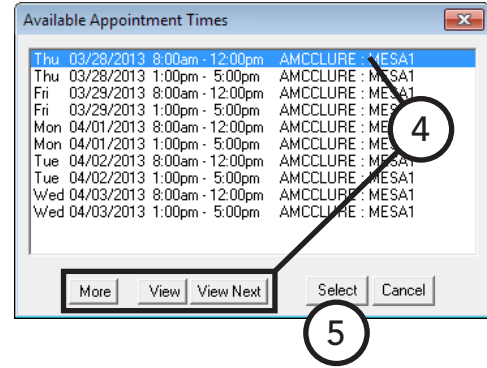 Available Appointment Times
Thu 03/28/2013 8:00am - 12:00pm AMCCLURE : MESA1
Thu 03/28/2013 1:00pm - 5:00pm AMCCLURE : MESA1
Fri 03/29/2013 8:00am - 12:00pm AMCCLURE : MESA1
Fri 03/29/2013 1:00pm - 5:00pm AMCCLURE : MESA1
Mon 04/01/2013 8:00am - 12:00pm AMCCLURE : MESA1
Mon 04/01/2013 1:00pm - 5:00pm AMCCLURE : MESA1
Tue 04/02/2013 8:00am - 12:00pm AMCCLURE : MESA1
Tue 04/02/2013 1:00pm - 5:00pm AMCCLURE : MESA1
Wed 04/03/2013 8:00am - 12:00pm AMCCLURE : MESA1
Wed 04/03/2013 1:00pm - 5:00pm AMCCLURE : MESA1
4
More View View Next Select Cancel
5